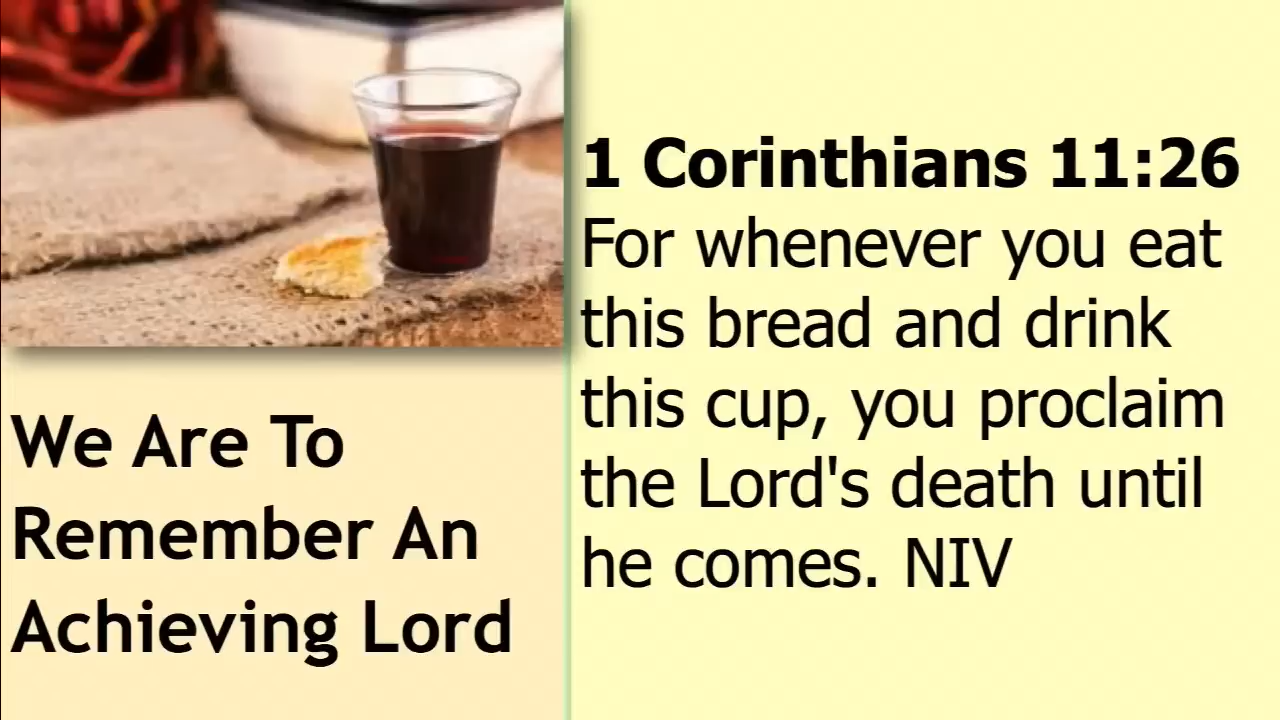 We Are To
Remember An
Achieving Lord
1 Corinthians 11:26
For whenever you eat
this bread and drink
this cup, you proclaim
the Lord's death until
he comes. NIV